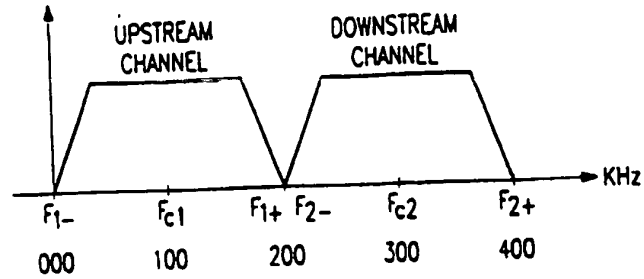 UPSTREAM CHANNEL
DOWNSTREAM CHANNEL
KHz
F1- Fc1 F1+ F2- Fc2 F2+
000 100 200 300 400